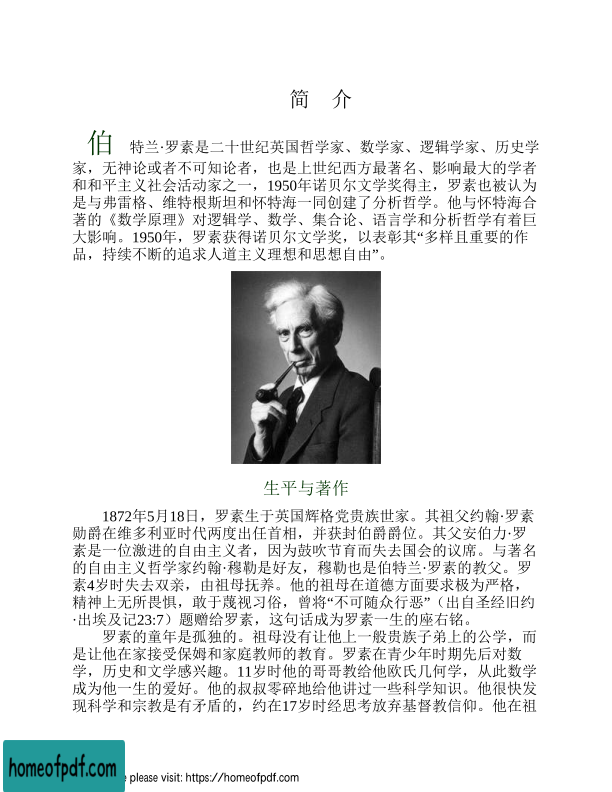 简 介
伯 特兰·罗素是二十世纪英国哲学家、数学家、逻辑学家、历史学
家，无神论或者不可知论者，也是上世纪西方最著名、影响最大的学者
和和平主义社会活动家之一，1950年诺贝尔文学奖得主，罗素也被认为
是与弗雷格、维特根斯坦和怀特海一同创建了分析哲学。他与怀特海合
著的《数学原理》对逻辑学、数学、集合论、语言学和分析哲学有着巨
大影响。1950年，罗素获得诺贝尔文学奖，以表彰其“多样且重要的作
品，持续不断的追求人道主义理想和思想自由”。
生平与著作
1872年5月18日，罗素生于英国辉格党贵族世家。其祖父约翰·罗素
勋爵在维多利亚时代两度出任首相，并获封伯爵爵位。其父安伯力·罗
素是一位激进的自由主义者，因为鼓吹节育而失去国会的议席。与著名
的自由主义哲学家约翰·穆勒是好友，穆勒也是伯特兰·罗素的教父。罗
素4岁时失去双亲，由祖母抚养。他的祖母在道德方面要求极为严格，
精神上无所畏惧，敢于蔑视习俗，曾将“不可随众行恶”（出自圣经旧约
·出埃及记23:7）题赠给罗素，这句话成为罗素一生的座右铭。
罗素的童年是孤独的。祖母没有让他上一般贵族子弟上的公学，而
是让他在家接受保姆和家庭教师的教育。罗素在青少年时期先后对数
学，历史和文学感兴趣。11岁时他的哥哥教给他欧氏几何学，从此数学
成为他一生的爱好。他的叔叔零碎地给他讲过一些科学知识。他很快发
现科学和宗教是有矛盾的，约在17岁时经思考放弃基督教信仰。他在祖
homeofpdf.com
please visit: https://homeofpdf.com